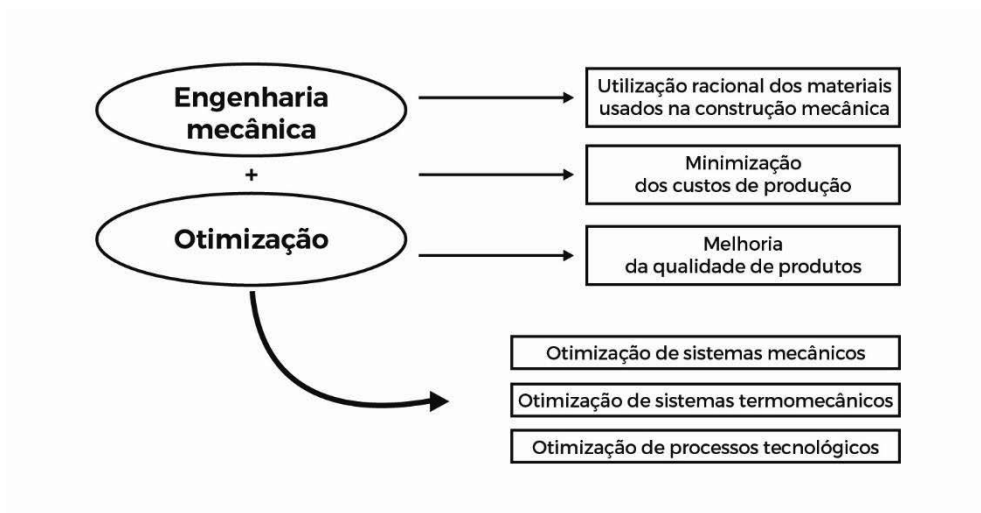 Engenharia
mecânica
+
Otimização
Utilização racional dos materiais
usados na construção mecânica
Minimização
dos custos de produção
Melhoria
da qualidade de produtos
Otimização de sistemas mecânicos
Otimização de sistemas termomecânicos
Otimização de processos tecnológicos